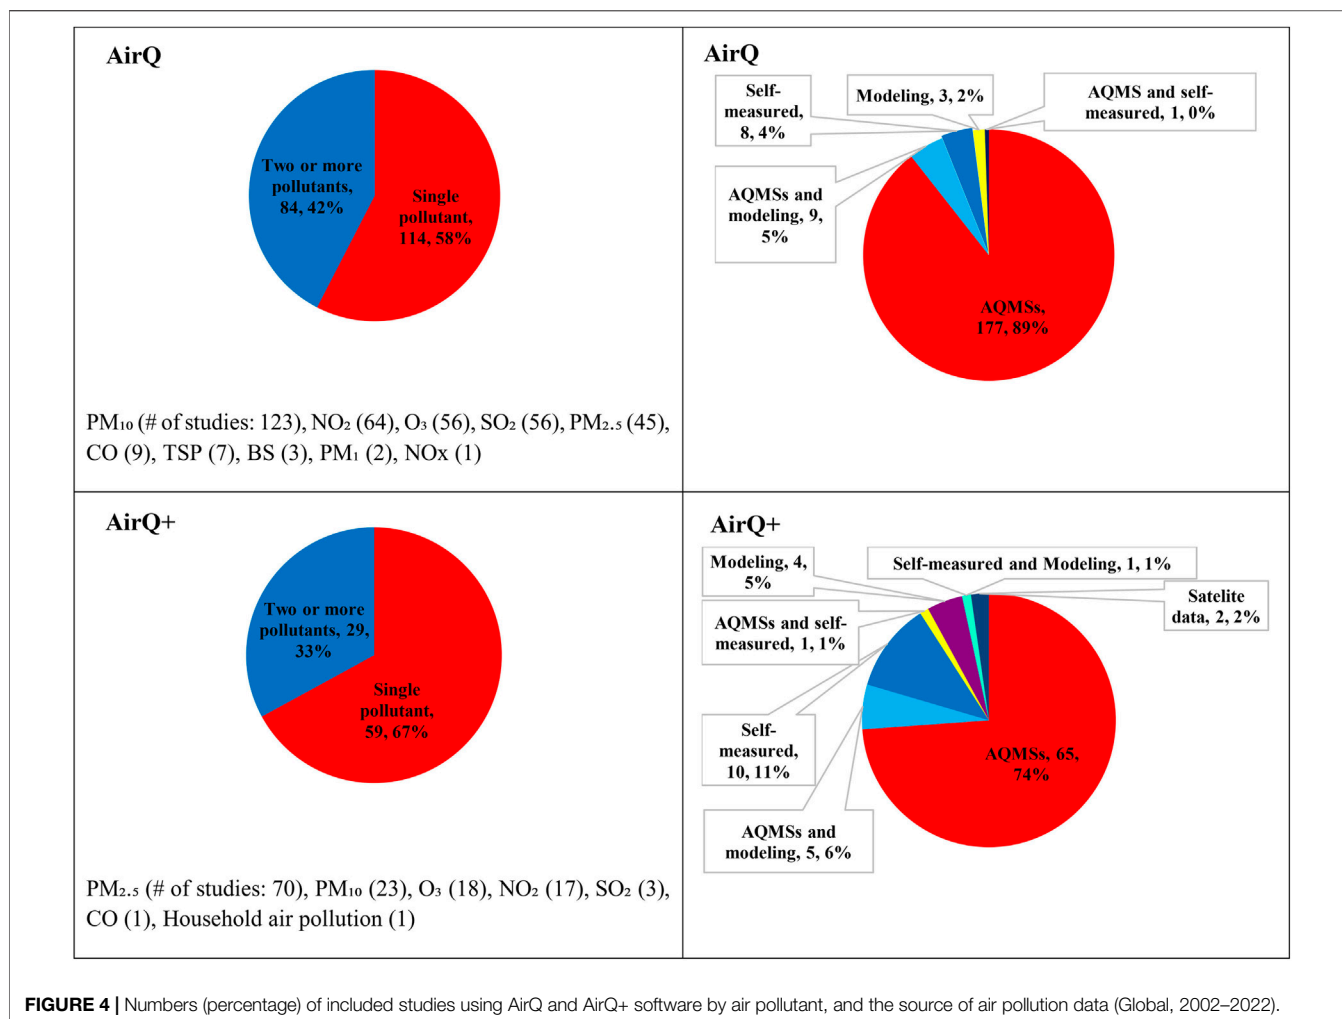 AirQ
Two or more
pollutants,
84, 42%
Single
pollutant,
114, 58%
PM₁₀ (# of studies: 123), NO₂ (64), O₃ (56), SO₂ (56), PM₂.₅ (45),
CO (9), TSP (7), BS (3), PM₁ (2), NOx (1)
AirQ
Self-
measured,
8, 4%
Modeling, 3, 2%
AQMS and self-
measured, 1, 0%
AQMSs and
modeling, 9,
5%
AQMSs,
177, 89%
AirQ+
Two or more
pollutants, 29,
33%
Single
pollutant,
59, 67%
PM₂.₅ (# of studies: 70), PM₁₀ (23), O₃ (18), NO₂ (17), SO₂ (3),
CO (1), Household air pollution (1)
AirQ+
Modeling, 4,
5%
Self-measured and Modeling, 1, 1%
Satelite
data, 2, 2%
AQMSs and self-
measured, 1, 1%
Self-
measured,
10, 11%
AQMSs and
modeling, 5, 6%
AQMSs, 65,
74%
FIGURE 4 | Numbers (percentage) of included studies using AirQ and AirQ+ software by air pollutant, and the source of air pollution data (Global, 2002–2022).